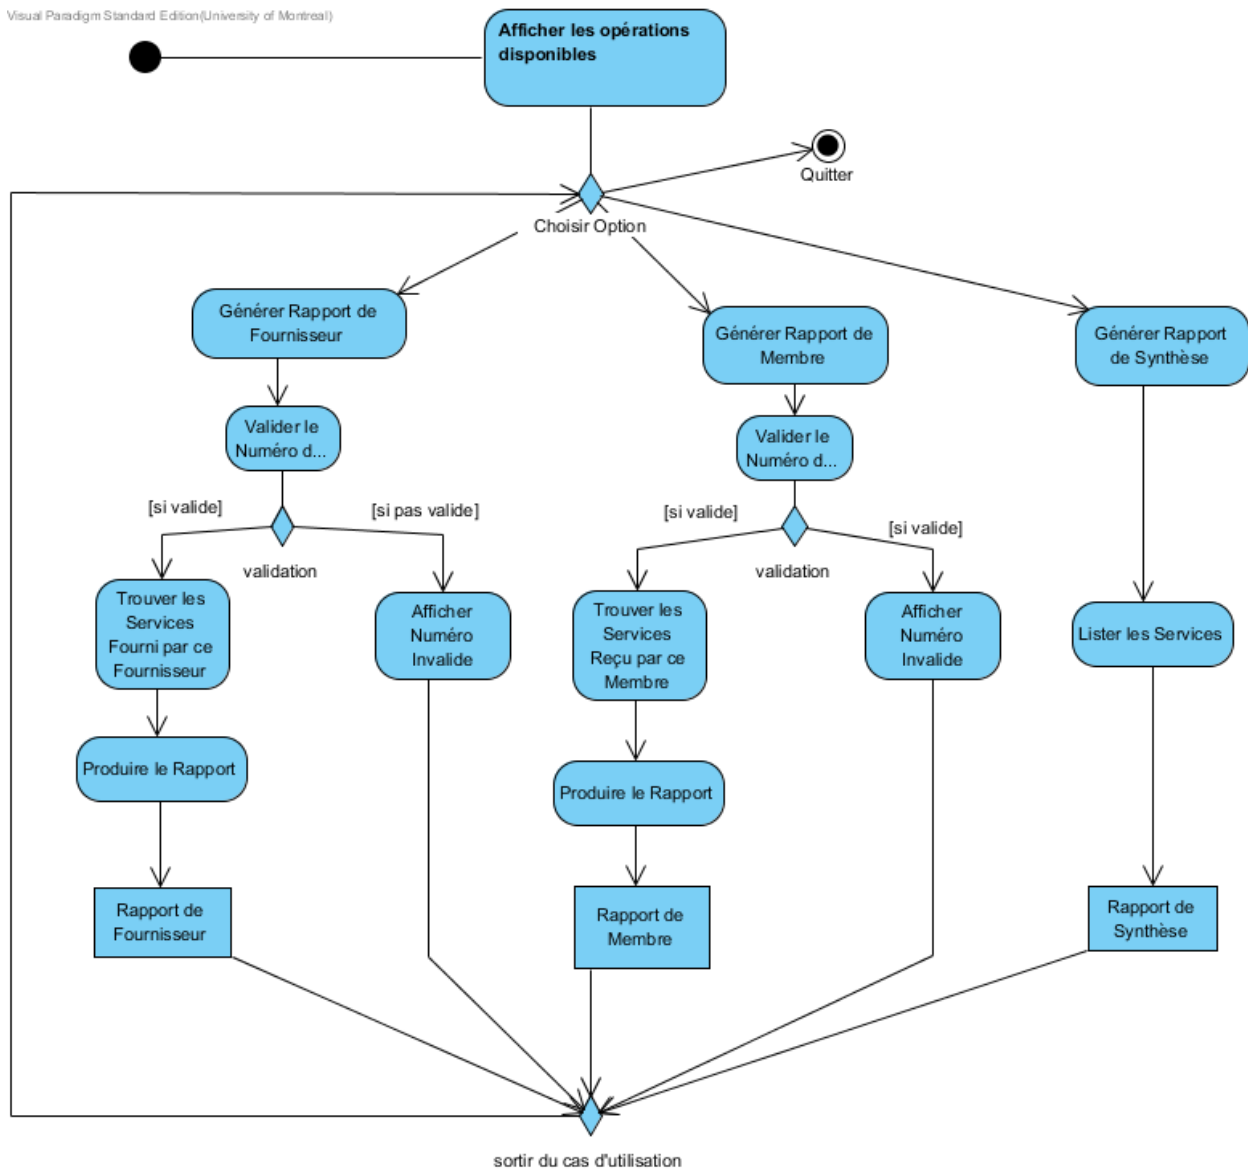 Visual Paradigm Standard Edition(University of Montreal)
Afficher les opérations
disponibles
Quitter
Choisir Option
Générer Rapport de
Fournisseur
Générer Rapport de
Membre
Générer Rapport
de Synthèse
Valider le
Numéro d...
Valider le
Numéro d...
[si valide]
[si pas valide]
[si valide]
[si valide]
validation
validation
Trouver les
Services
Fourni par ce
Fournisseur
Afficher
Numéro
Invalide
Trouver les
Services
Reçu par ce
Membre
Afficher
Numéro
Invalide
Lister les Services
Produire le Rapport
Produire le Rapport
Rapport de
Fournisseur
Rapport de
Membre
Rapport de
Synthèse
sortir du cas d'utilisation